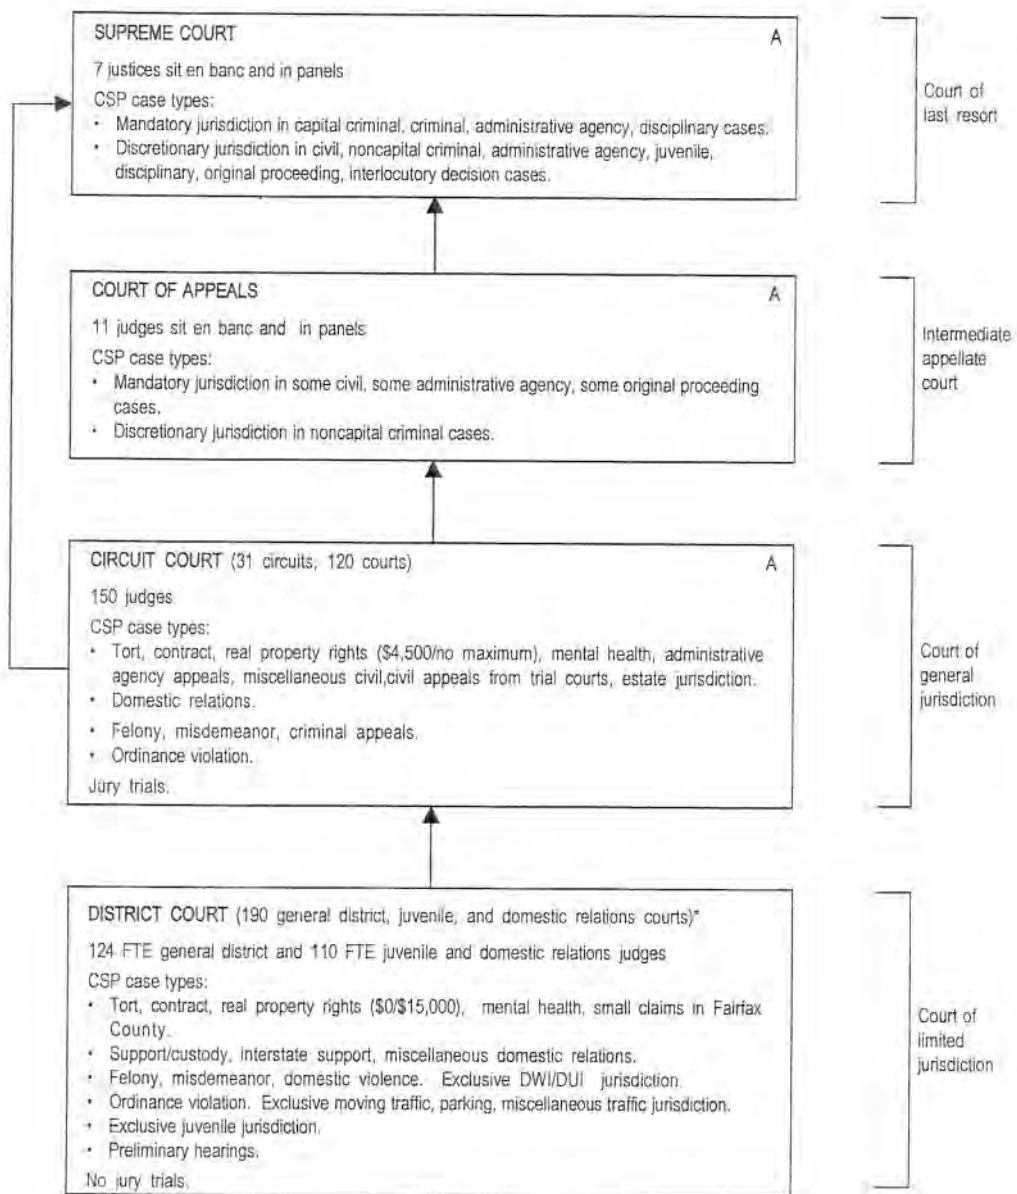 SUPREME COURT A
7 justices sit en banc and in panels
CSP case types:
• Mandatory jurisdiction in capital criminal, criminal, administrative agency, disciplinary cases.
• Discretionary jurisdiction in civil, noncapital criminal, administrative agency, juvenile,
disciplinary, original proceeding, interlocutory decision cases.
Court of
last resort
COURT OF APPEALS A
11 judges sit en banc and in panels
CSP case types:
• Mandatory jurisdiction in some civil, some administrative agency, some original proceeding
cases.
• Discretionary jurisdiction in noncapital criminal cases.
Intermediate
appellate
court
CIRCUIT COURT (31 circuits, 120 courts) A
150 judges
CSP case types:
• Tort, contract, real property rights ($4,500/no maximum), mental health, administrative
agency appeals, miscellaneous civil,civil appeals from trial courts, estate jurisdiction.
• Domestic relations.
• Felony, misdemeanor, criminal appeals.
• Ordinance violation.
Jury trials.
Court of
general
jurisdiction
DISTRICT COURT (190 general district, juvenile, and domestic relations courts)*
124 FTE general district and 110 FTE juvenile and domestic relations judges
CSP case types:
• Tort, contract, real property rights ($0/$15,000), mental health, small claims in Fairfax
County.
• Support/custody, interstate support, miscellaneous domestic relations.
• Felony, misdemeanor, domestic violence. Exclusive DWI/DUI jurisdiction.
• Ordinance violation. Exclusive moving traffic, parking, miscellaneous traffic jurisdiction.
• Exclusive juvenile jurisdiction.
• Preliminary hearings.
No jury trials.
Court of
limited
jurisdiction